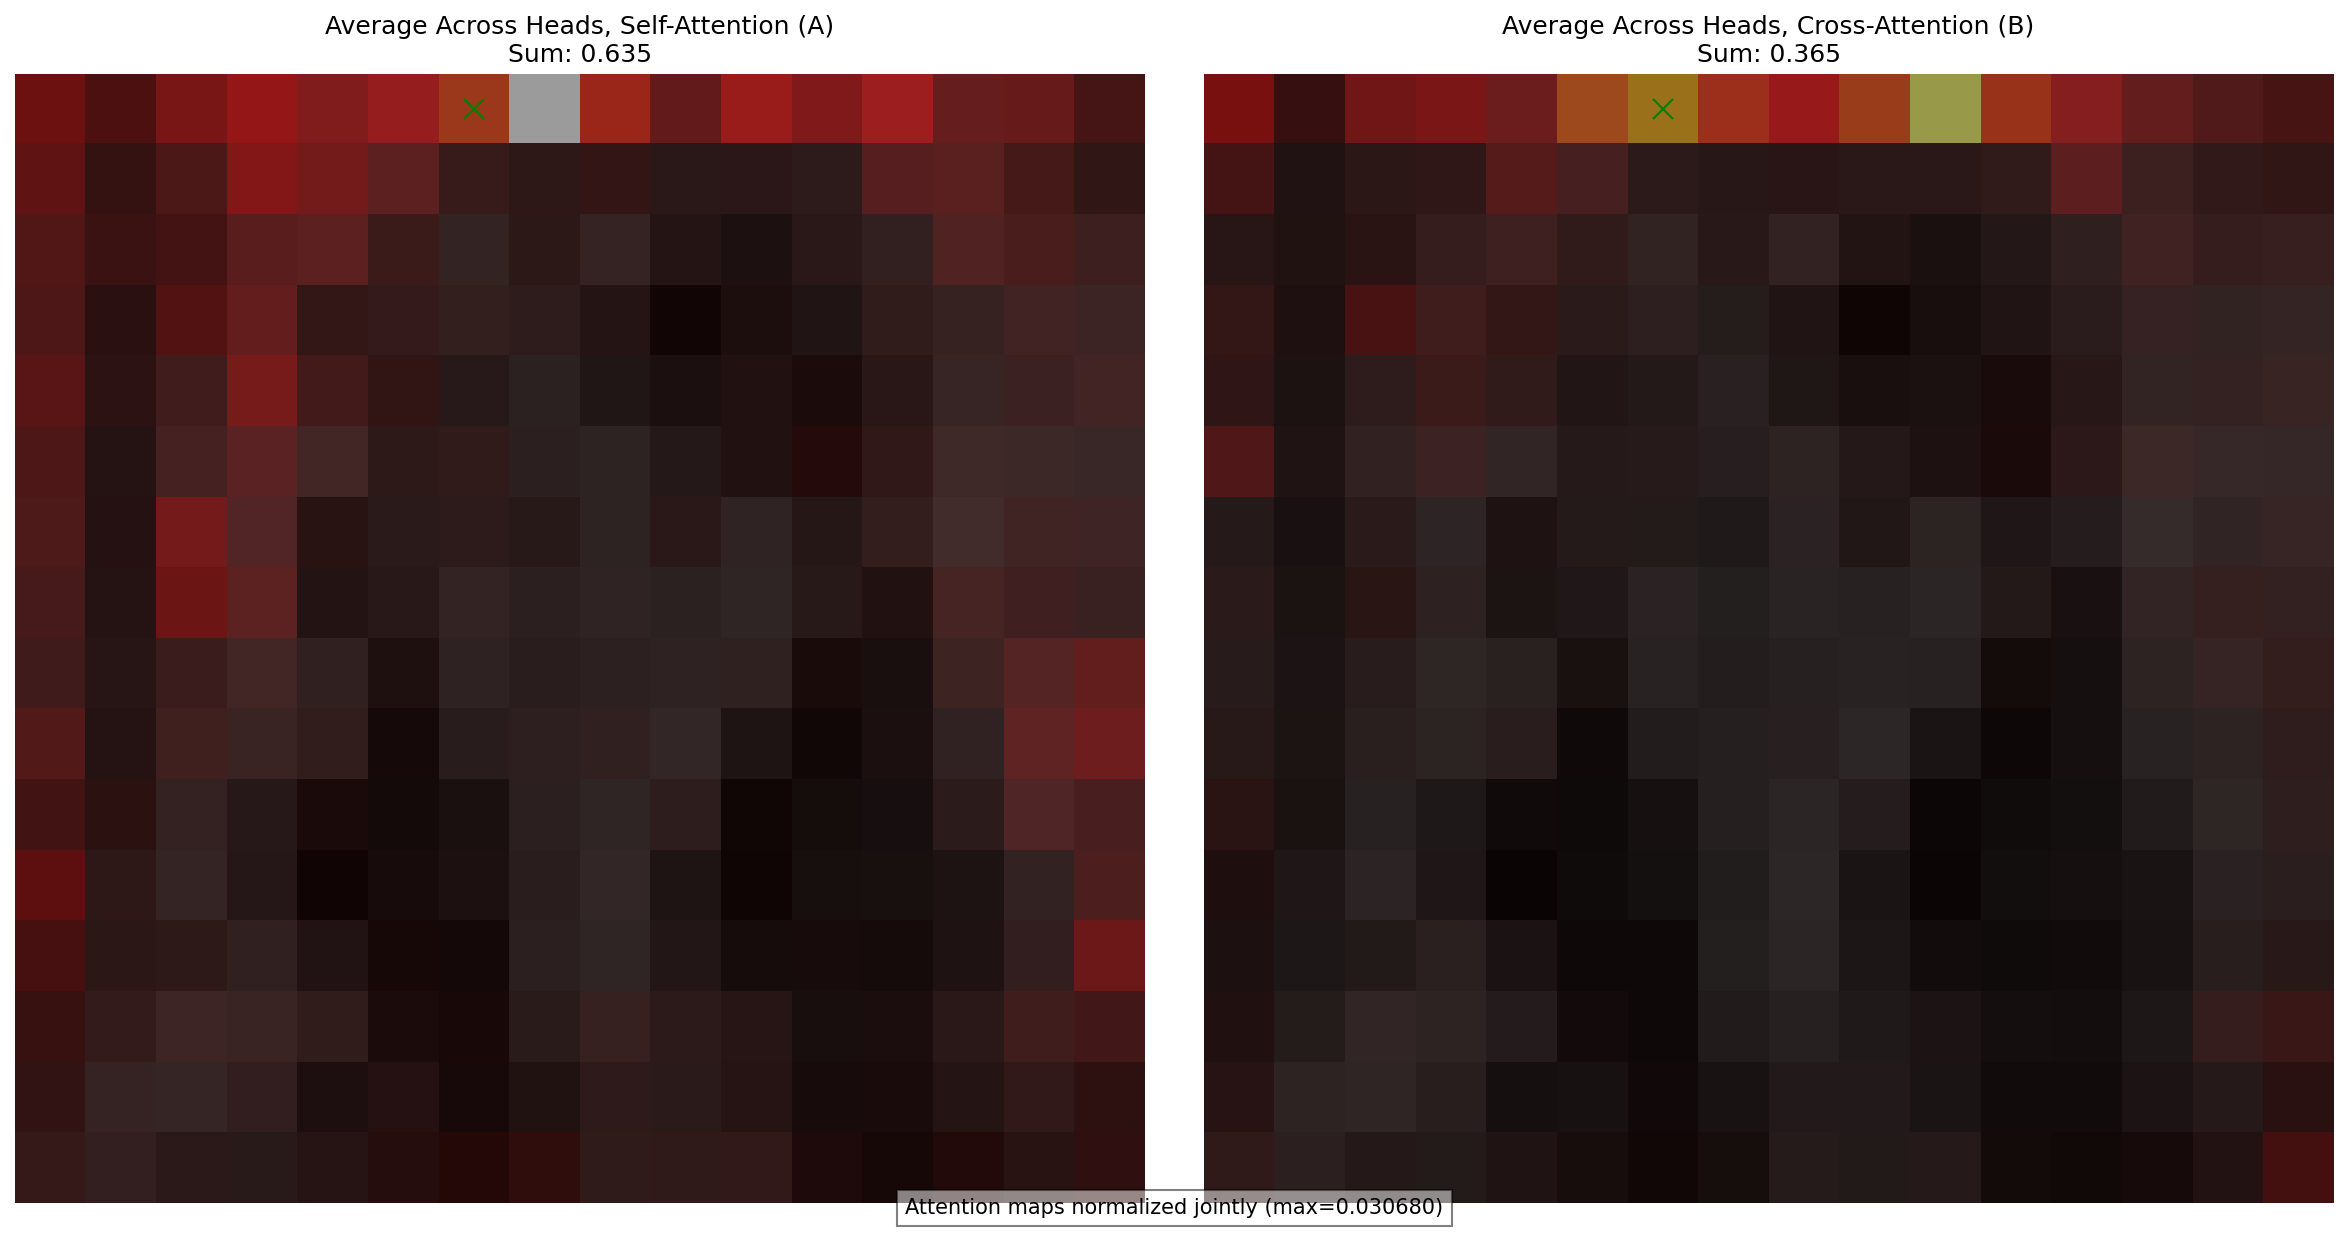 Average Across Heads, Self-Attention (A)
Sum: 0.635
Average Across Heads, Cross-Attention (B)
Sum: 0.365
Attention maps normalized jointly (max=0.030680)